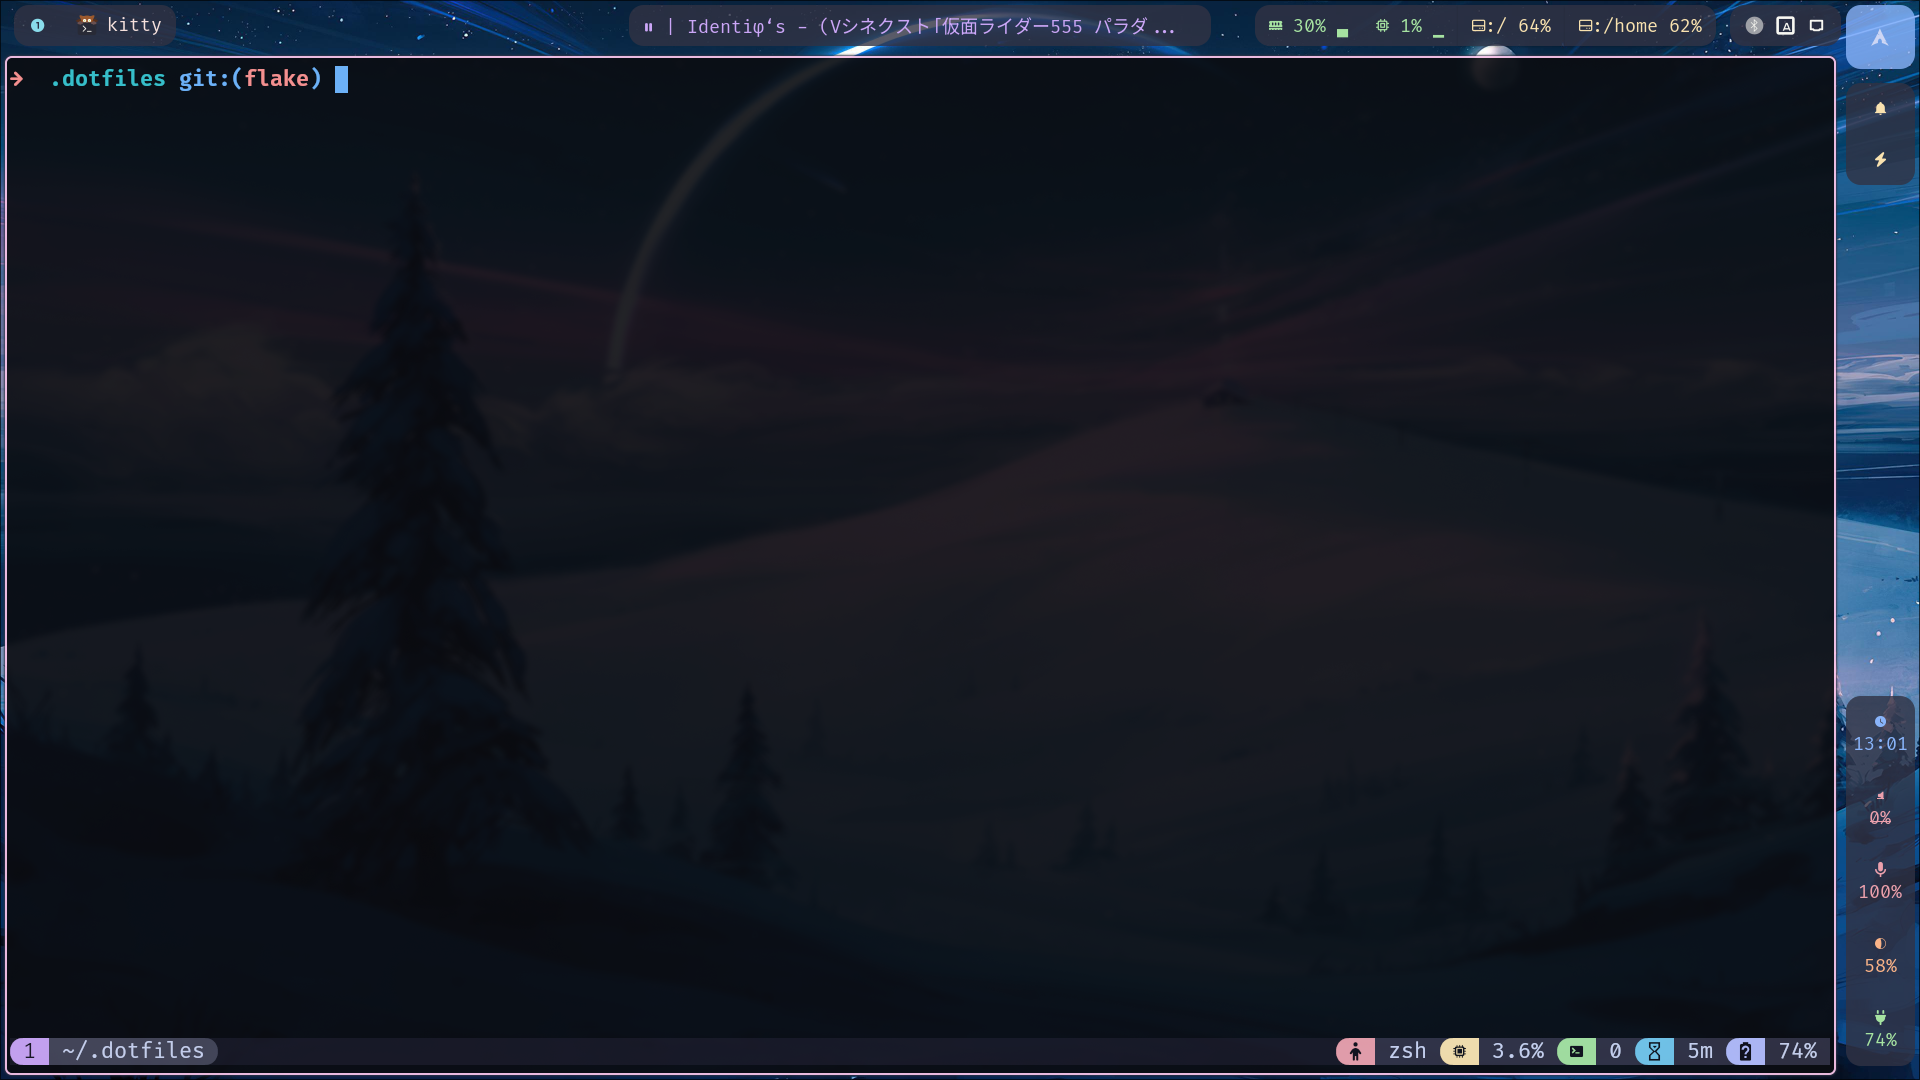 1 kitty
| Identiφ‘s - (Vシネクスト「仮面ライダー555 パラダ...
30% 1% :/ 64% :/home 62%
A
→ .dotfiles git:(flake)
13:01
0%
100%
58%
74%
1 ~/.dotfiles
zsh 3.6% 0 5m 74%